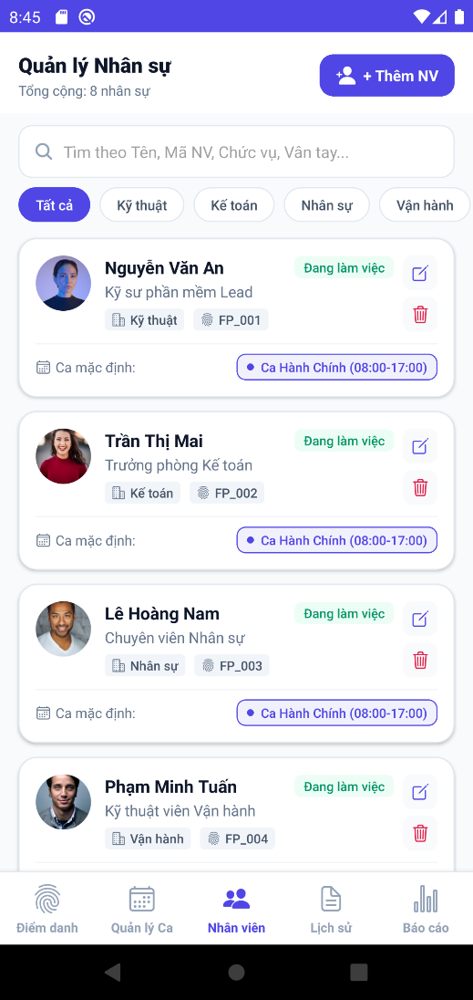 8:45
Quản lý Nhân sự
Tổng cộng: 8 nhân sự
+ Thêm NV
Tìm theo Tên, Mã NV, Chức vụ, Vân tay...
Tất cả
Kỹ thuật
Kế toán
Nhân sự
Vận hành
Nguyễn Văn An
Đang làm việc
Kỹ sư phần mềm Lead
Kỹ thuật
FP_001
Ca mặc định:
Ca Hành Chính (08:00-17:00)
Trần Thị Mai
Đang làm việc
Trưởng phòng Kế toán
Kế toán
FP_002
Ca mặc định:
Ca Hành Chính (08:00-17:00)
Lê Hoàng Nam
Đang làm việc
Chuyên viên Nhân sự
Nhân sự
FP_003
Ca mặc định:
Ca Hành Chính (08:00-17:00)
Phạm Minh Tuấn
Đang làm việc
Kỹ thuật viên Vận hành
Vận hành
FP_004
Điểm danh
Quản lý Ca
Nhân viên
Lịch sử
Báo cáo